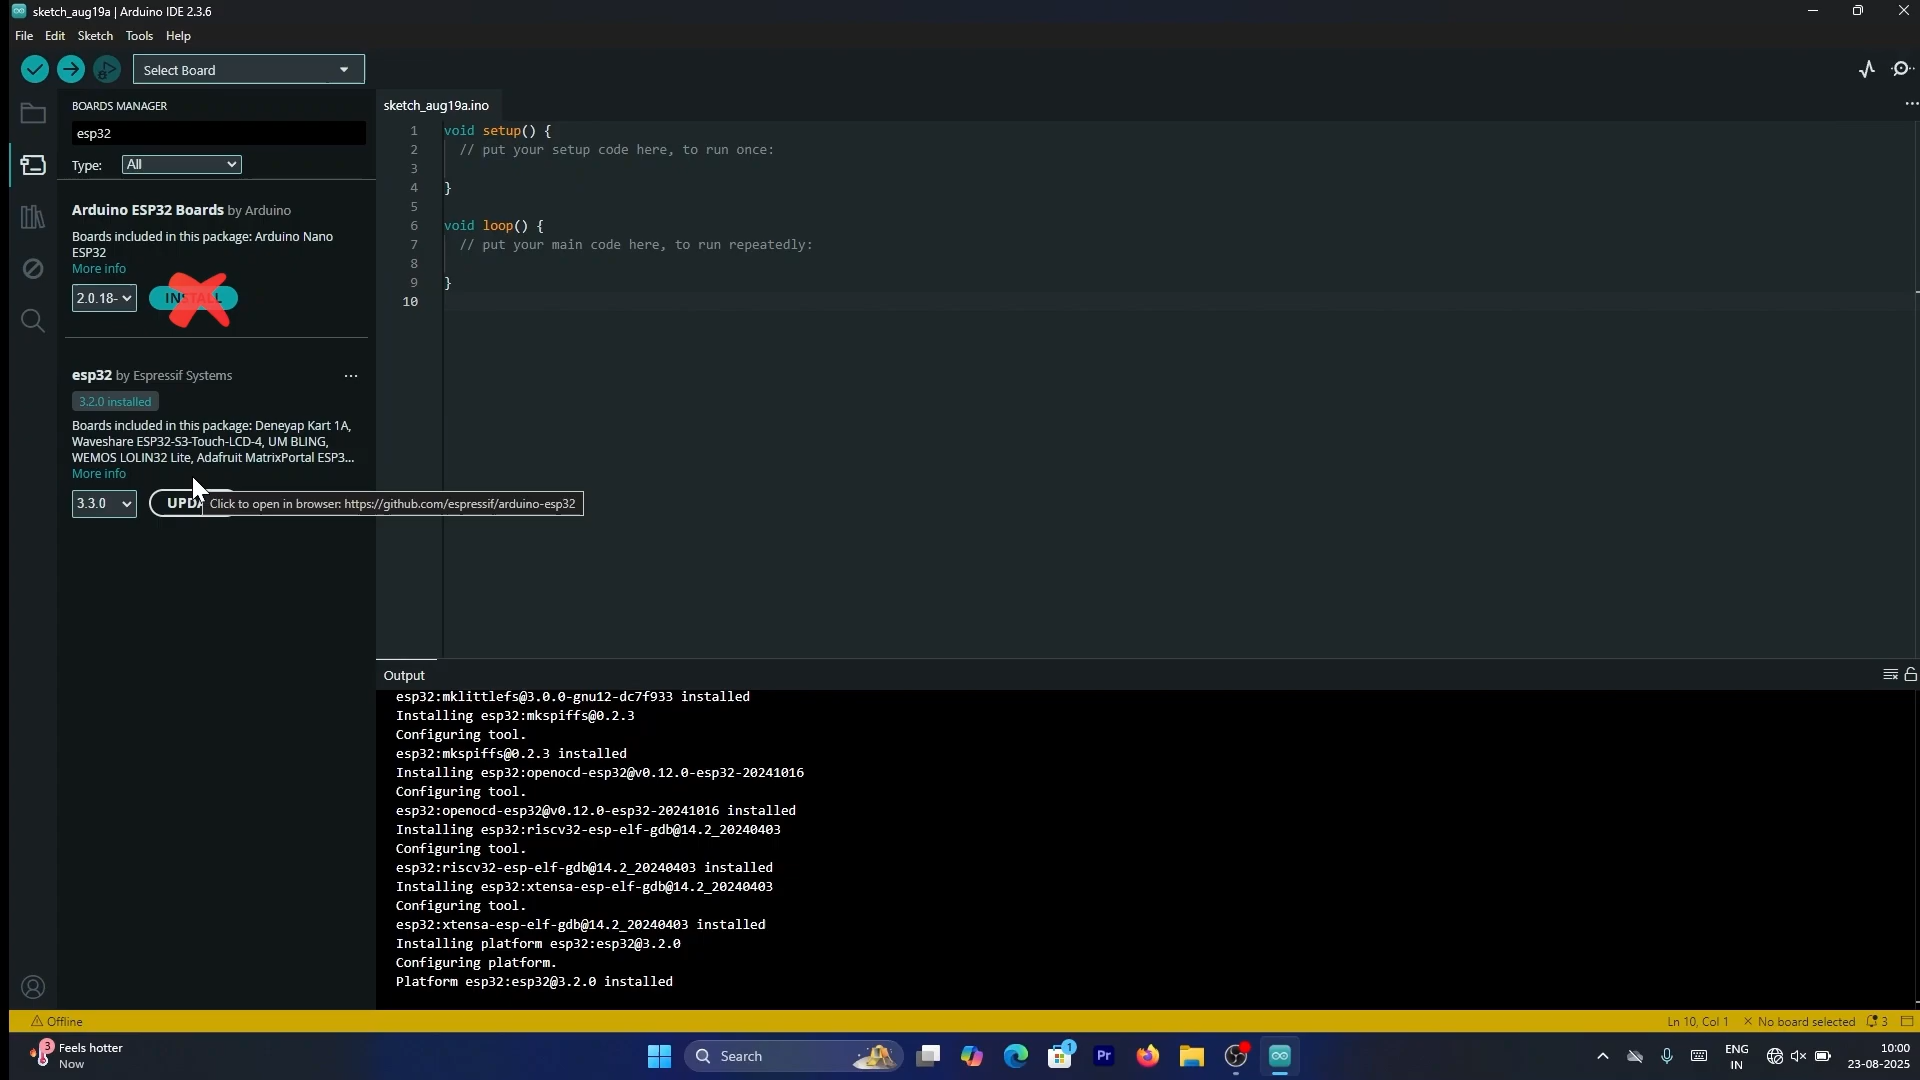 sketch_aug19a | Arduino IDE 2.3.6
File Edit Sketch Tools Help
Select Board
BOARDS MANAGER
esp32
Type: All
Arduino ESP32 Boards by Arduino
Boards included in this package: Arduino Nano
ESP32
More info
2.0.18- INSTALL
esp32 by Espressif Systems
3.2.0 installed
Boards included in this package: Deneyap Kart 1A,
Waveshare ESP32-S3-Touch-LCD-4, UM BLING,
WEMOS LOLIN32 Lite, Adafruit MatrixPortal ESP3...
More info
3.3.0
Click to open in browser: https://github.com/espressif/arduino-esp32
sketch_aug19a.ino
1 void setup() {
2 // put your setup code here, to run once:
3
4 }
5
6 void loop() {
7 // put your main code here, to run repeatedly:
8
9 }
10
Output
esp32:mklittlefs@3.0.0-gnu12-dc7f933 installed
Installing esp32:mkspiffs@0.2.3
Configuring tool.
esp32:mkspiffs@0.2.3 installed
Installing esp32:openocd-esp32@v0.12.0-esp32-20241016
Configuring tool.
esp32:openocd-esp32@v0.12.0-esp32-20241016 installed
Installing esp32:riscv32-esp-elf-gdb@14.2_20240403
Configuring tool.
esp32:riscv32-esp-elf-gdb@14.2_20240403 installed
Installing esp32:xtensa-esp-elf-gdb@14.2_20240403
Configuring tool.
esp32:xtensa-esp-elf-gdb@14.2_20240403 installed
Installing platform esp32:esp32@3.2.0
Configuring platform.
Platform esp32:esp32@3.2.0 installed
Offline
Ln 10, Col 1 × No board selected 3
3 Feels hotter
Now
Search
1
Pr
ENG
IN
10:00
23-08-2025